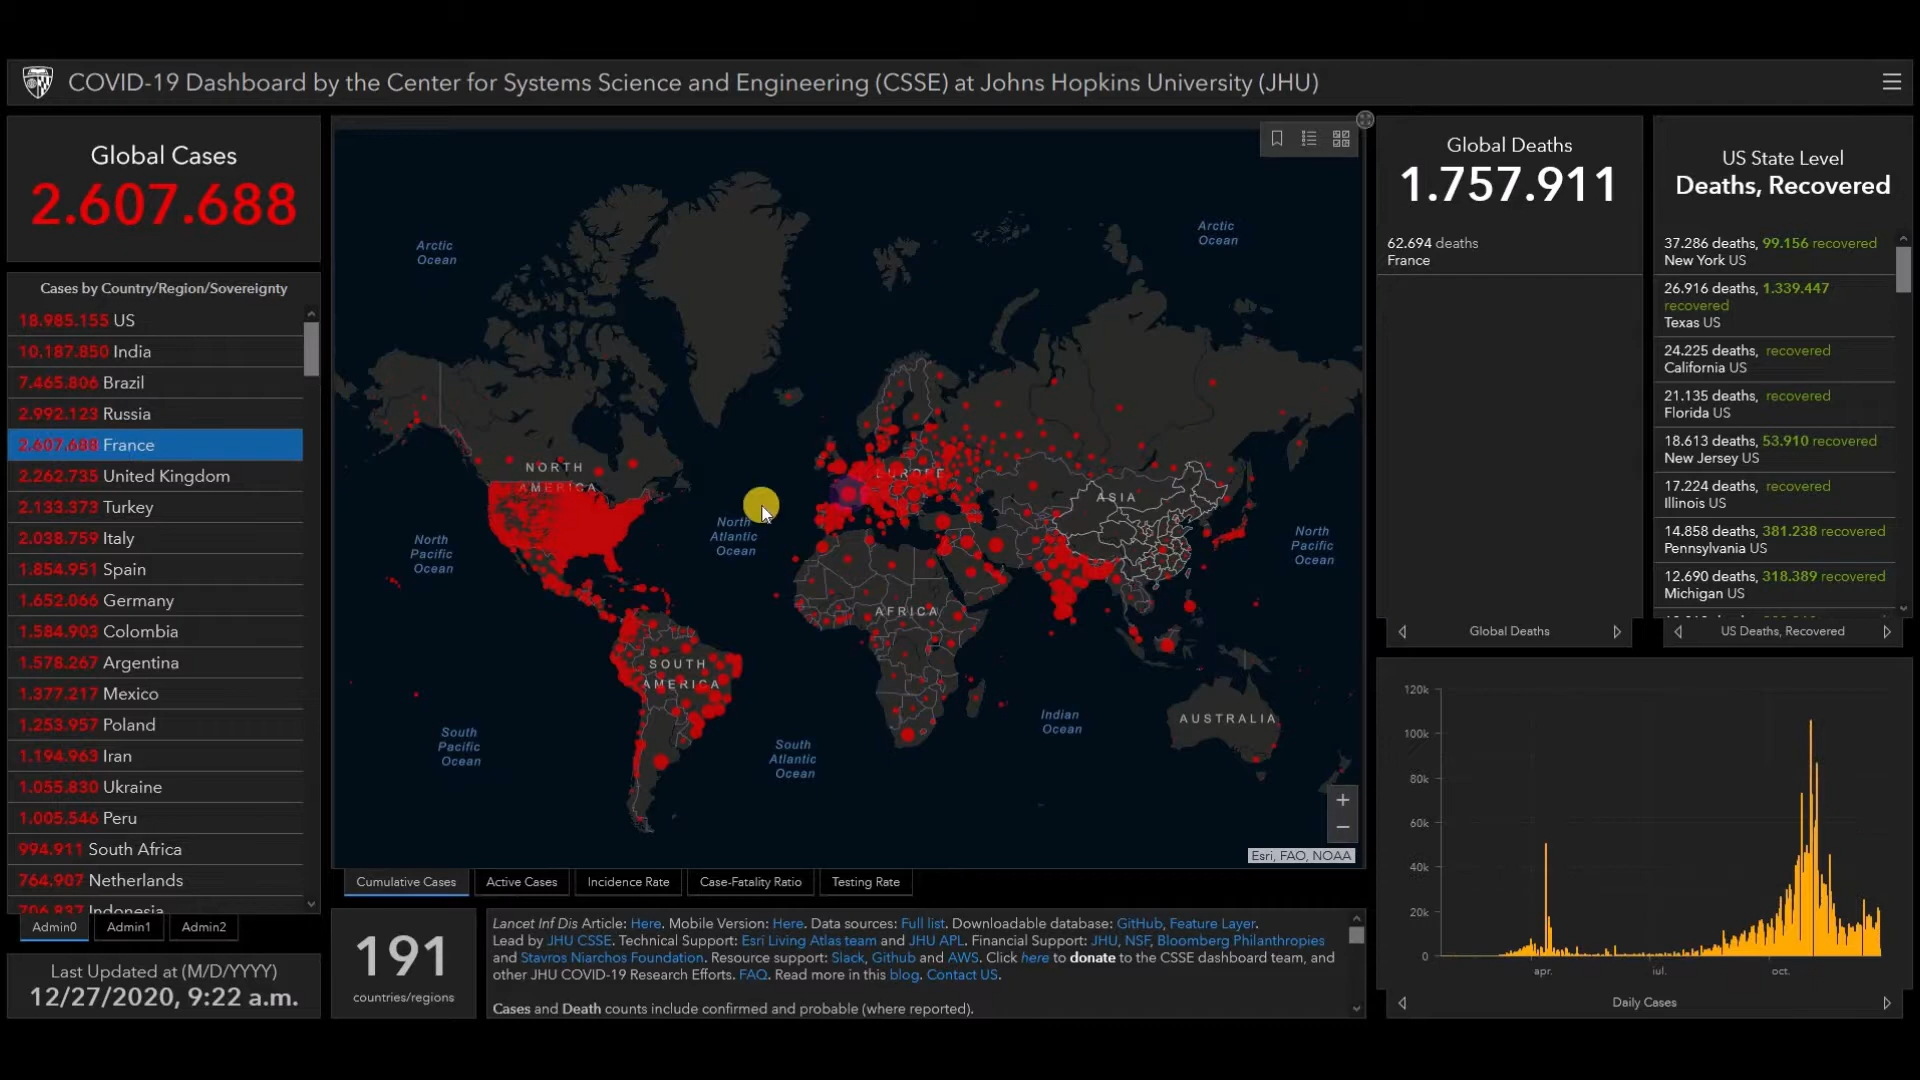 COVID-19 Dashboard by the Center for Systems Science and Engineering (CSSE) at Johns Hopkins University (JHU)
Global Cases
2.607.688
Cases by Country/Region/Sovereignty
18.985.155 US
10.187.850 India
7.465.806 Brazil
2.992.123 Russia
2.607.688 France
2.262.735 United Kingdom
2.133.373 Turkey
2.038.759 Italy
1.854.951 Spain
1.652.066 Germany
1.584.903 Colombia
1.578.267 Argentina
1.377.217 Mexico
1.253.957 Poland
1.194.963 Iran
1.055.830 Ukraine
1.005.546 Peru
994.911 South Africa
764.907 Netherlands
706.837 Indonesia
Admin0
Admin1
Admin2
Last Updated at (M/D/YYYY)
12/27/2020, 9:22 a.m.
Arctic
Ocean
Arctic
Ocean
NORTH
AMERICA
EUROPE
ASIA
North
Pacific
Ocean
North
Atlantic
Ocean
North
Pacific
Ocean
AFRICA
SOUTH
AMERICA
South
Pacific
Ocean
South
Atlantic
Ocean
Indian
Ocean
AUSTRALIA
+
−
Esri, FAO, NOAA
Cumulative Cases
Active Cases
Incidence Rate
Case-Fatality Ratio
Testing Rate
191
countries/regions
Lancet Inf Dis Article: Here. Mobile Version: Here. Data sources: Full list. Downloadable database: GitHub, Feature Layer.
Lead by JHU CSSE. Technical Support: Esri Living Atlas team and JHU APL. Financial Support: JHU, NSF, Bloomberg Philanthropies
and Stavros Niarchos Foundation. Resource support: Slack, Github and AWS. Click here to donate to the CSSE dashboard team, and
other JHU COVID-19 Research Efforts. FAQ. Read more in this blog. Contact US.
Cases and Death counts include confirmed and probable (where reported).
Global Deaths
1.757.911
62.694 deaths
France
Global Deaths
US State Level
Deaths, Recovered
37.286 deaths, 99.156 recovered
New York US
26.916 deaths, 1.339.447
recovered
Texas US
24.225 deaths, recovered
California US
21.135 deaths, recovered
Florida US
18.613 deaths, 53.910 recovered
New Jersey US
17.224 deaths, recovered
Illinois US
14.858 deaths, 381.238 recovered
Pennsylvania US
12.690 deaths, 318.389 recovered
Michigan US
US Deaths, Recovered
120k
100k
80k
60k
40k
20k
0
apr.
iul.
oct.
Daily Cases